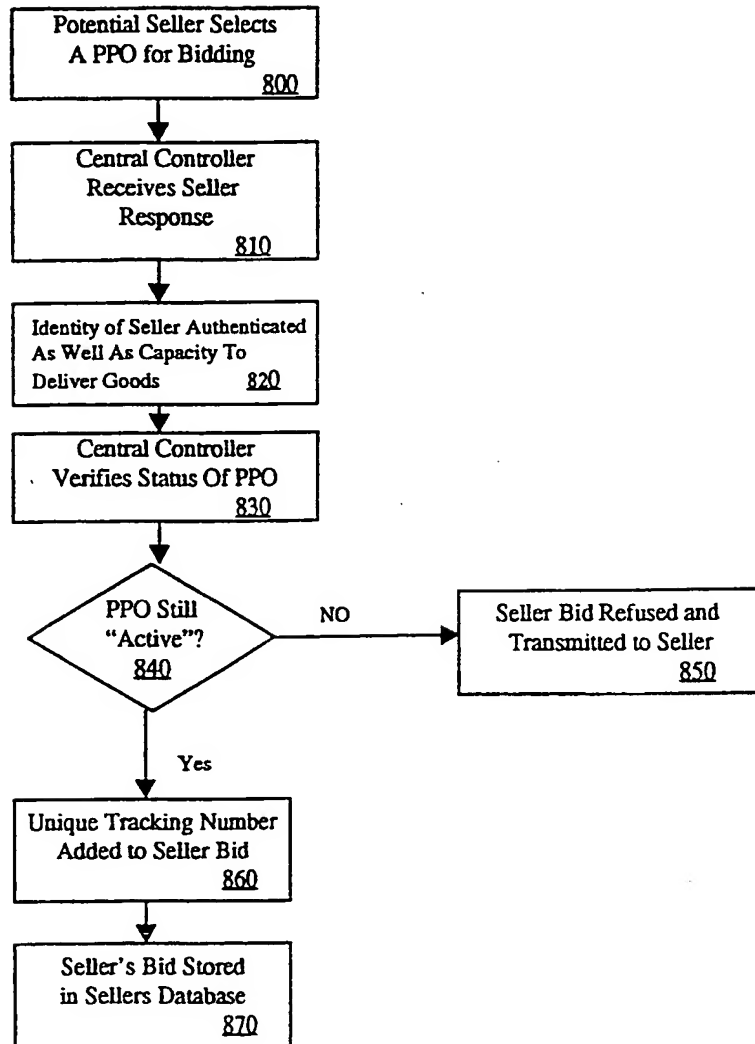 Potential Seller Selects
A PPO for Bidding
800
Central Controller
Receives Seller
Response
810
Identity of Seller Authenticated
As Well As Capacity To
Deliver Goods 820
Central Controller
Verifies Status Of PPO
830
PPO Still
"Active"?
840
NO
Seller Bid Refused and
Transmitted to Seller
850
Yes
Unique Tracking Number
Added to Seller Bid
860
Seller's Bid Stored
in Sellers Database
870